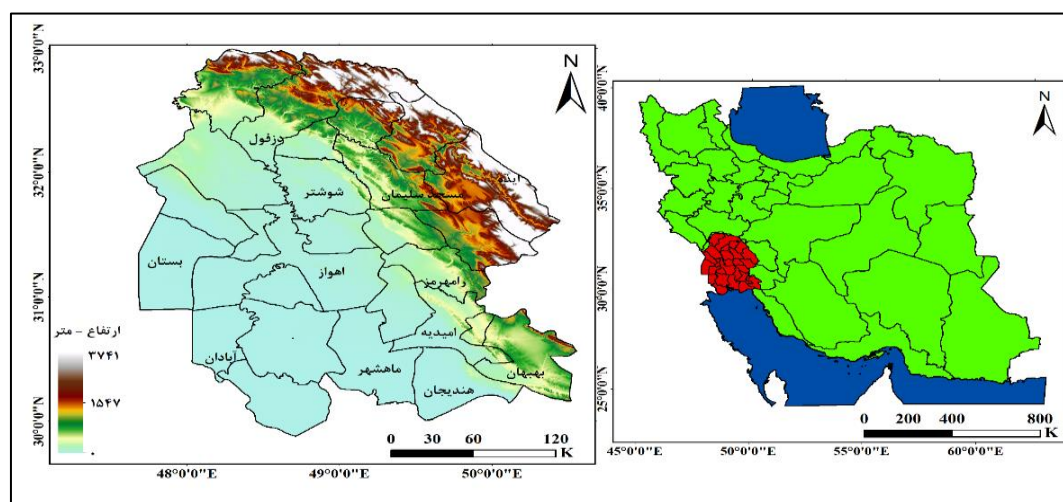 N
33°0'0"N
32°0'0"N
31°0'0"N
30°0'0"N
دزفول
شوشتر
مسجد سلیمان
ایذه
بستان
اهواز
رامهرمز
امیدیه
آبادان
ماهشهر
بهبهان
هندیجان
ارتفاع - متر
۳۷۴۱
۱۵۴۷
۰
0 30 60 120
K
48°0'0"E 49°0'0"E 50°0'0"E
N
40°0'0"N
35°0'0"N
30°0'0"N
25°0'0"N
0 200 400 800
K
45°0'0"E 50°0'0"E 55°0'0"E 60°0'0"E